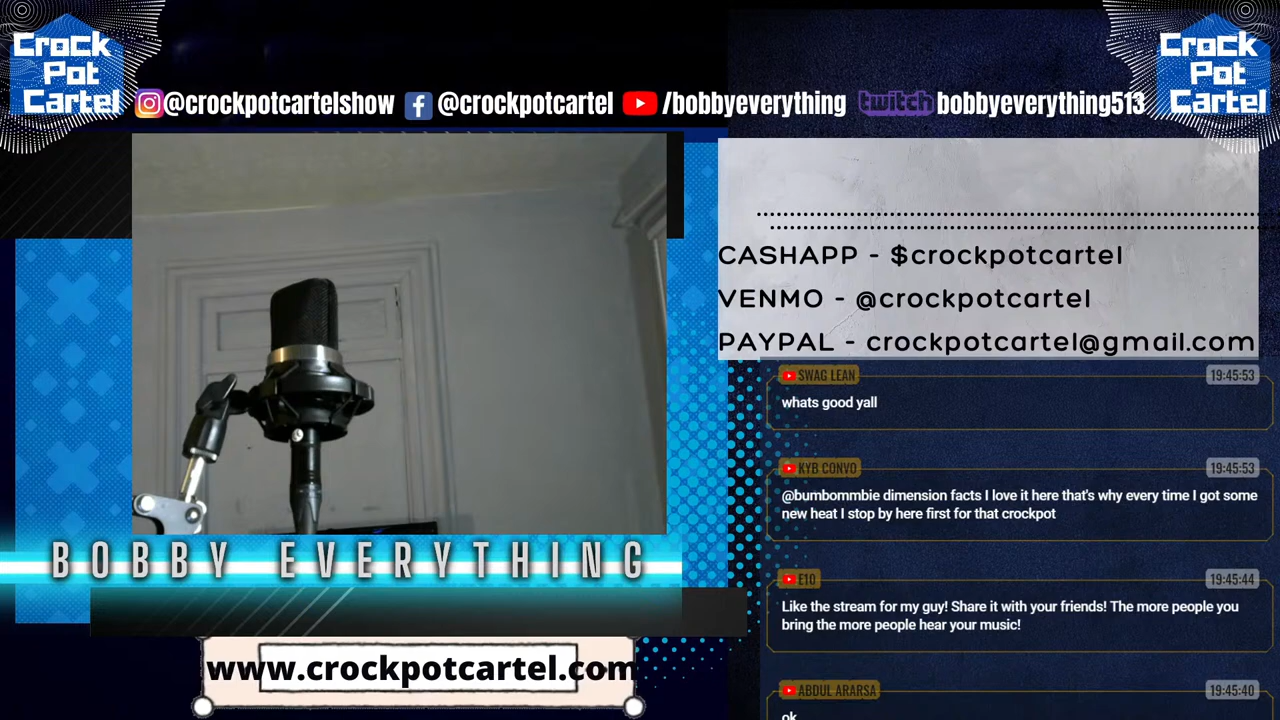 Crock
Pot
Cartel
@crockpotcartelshow @crockpotcartel /bobbyeverything twitch bobbyeverything513
Crock
Pot
Cartel
CASHAPP - $crockpotcartel
VENMO - @crockpotcartel
PAYPAL - crockpotcartel@gmail.com
SWAG LEAN 19:45:53
whats good yall
KYB CONVO 19:45:53
@bumbommbie dimension facts I love it here that's why every time I got some
new heat I stop by here first for that crockpot
E10 19:45:44
Like the stream for my guy! Share it with your friends! The more people you
bring the more people hear your music!
ABDUL ARARSA 19:45:40
ok
BOBBY EVERYTHING
www.crockpotcartel.com